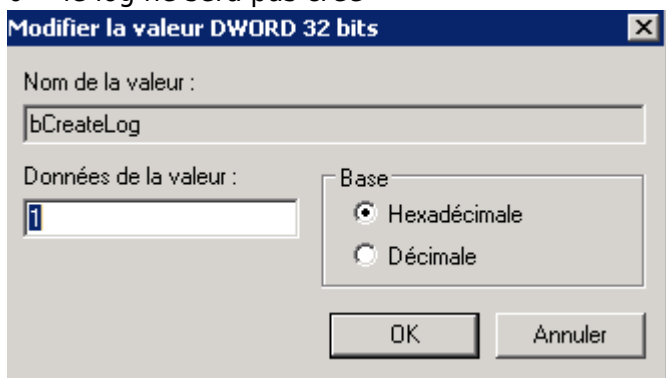 Modifier la valeur DWORD 32 bits
Nom de la valeur :
bCreateLog
Données de la valeur :
1
Base
Hexadécimale
Décimale
OK
Annuler